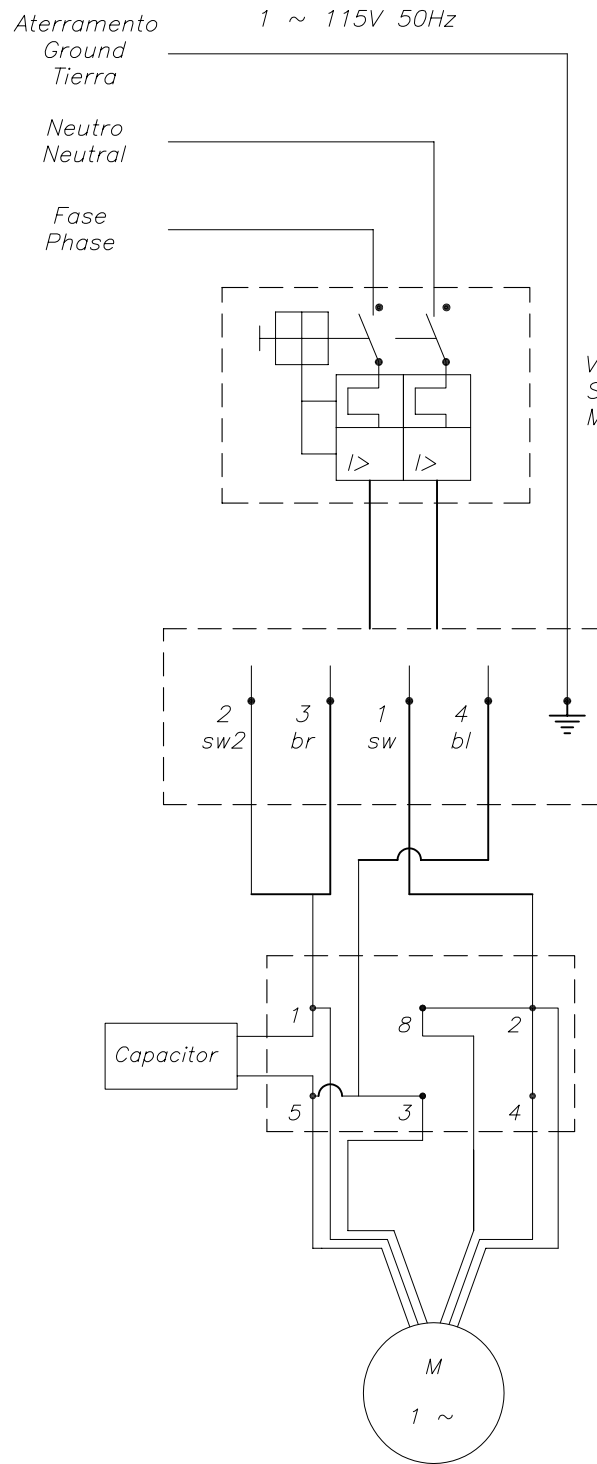 Aterramento
Ground
Tierra
1 ~ 115V 50Hz
Neutro
Neutral
Fase
Phase
V
S
M
I> I>
2 3 1 4
sw2 br sw bl
1 8 2
Capacitor
5 3 4
M
1 ~